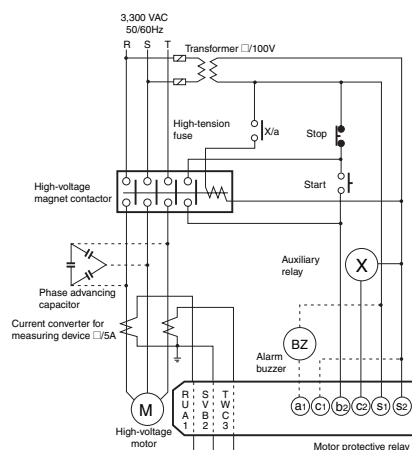 3,300 VAC
50/60Hz
R S T
Transformer □/100V
High-tension
fuse
X/a
Stop
Start
High-voltage
magnet contactor
Auxiliary
relay
X
Phase advancing
capacitor
Current converter for
measuring device □/5A
Alarm
buzzer
BZ
M
High-voltage
motor
R U A 1
S V B 2
T W C 3
a1 c1 b2 c2 s1 s2
Motor protective relay